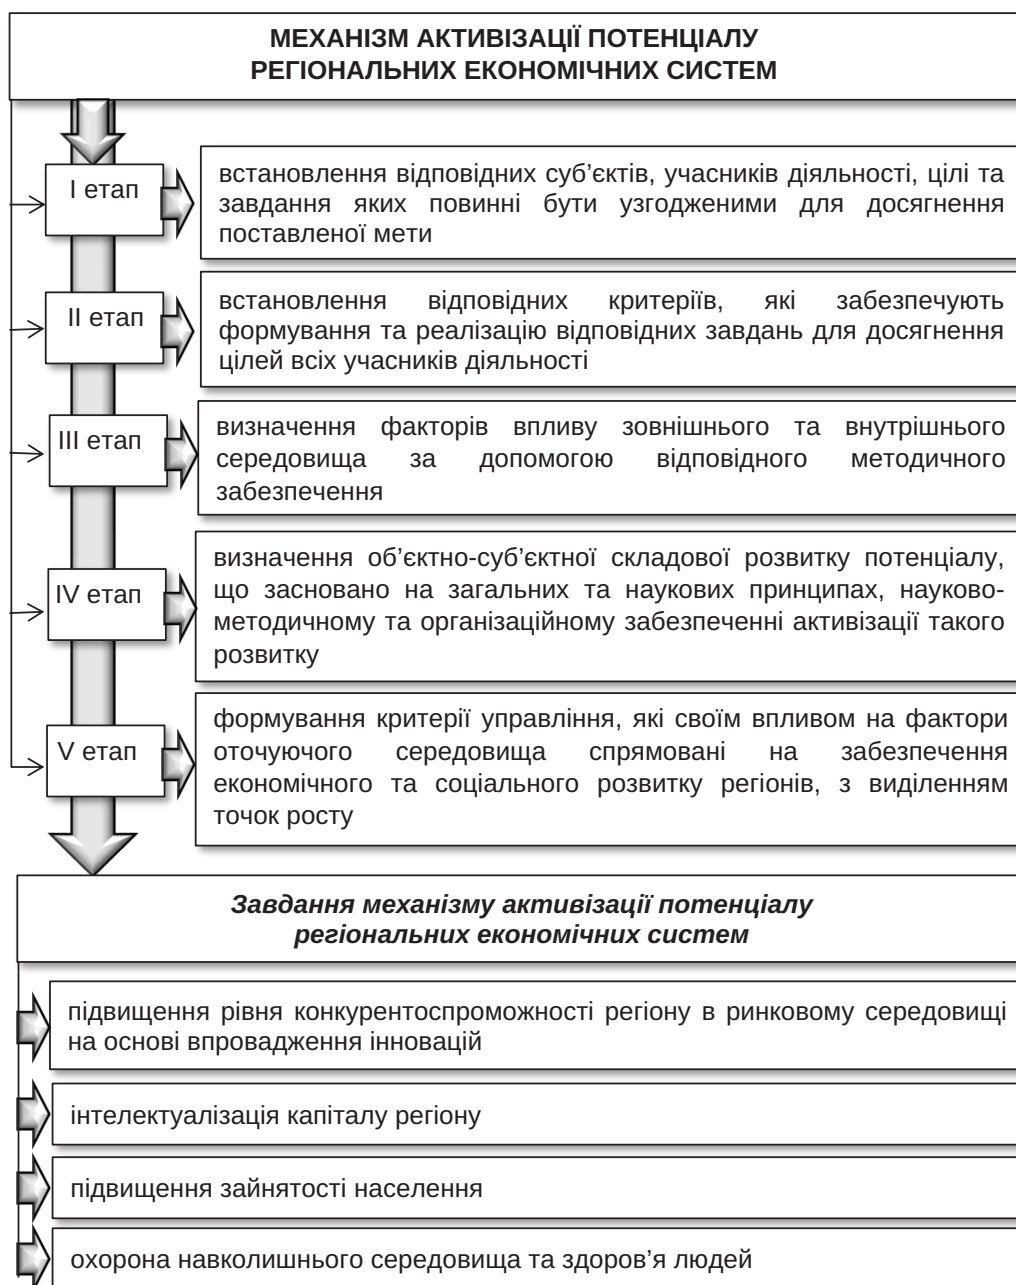 МЕХАНІЗМ АКТИВІЗАЦІЇ ПОТЕНЦІАЛУ
РЕГІОНАЛЬНИХ ЕКОНОМІЧНИХ СИСТЕМ
І етап
встановлення відповідних суб’єктів, учасників діяльності, цілі та
завдання яких повинні бути узгодженими для досягнення
поставленої мети
ІІ етап
встановлення відповідних критеріїв, які забезпечують
формування та реалізацію відповідних завдань для досягнення
цілей всіх учасників діяльності
ІІІ етап
визначення факторів впливу зовнішнього та внутрішнього
середовища за допомогою відповідного методичного
забезпечення
IV етап
визначення об’єктно-суб’єктної складової розвитку потенціалу,
що засновано на загальних та наукових принципах, науково-
методичному та організаційному забезпеченні активізації такого
розвитку
V етап
формування критерії управління, які своїм впливом на фактори
оточуючого середовища спрямовані на забезпечення
економічного та соціального розвитку регіонів, з виділенням
точок росту
Завдання механізму активізації потенціалу
регіональних економічних систем
підвищення рівня конкурентоспроможності регіону в ринковому середовищі
на основі впровадження інновацій
інтелектуалізація капіталу регіону
підвищення зайнятості населення
охорона навколишнього середовища та здоров’я людей